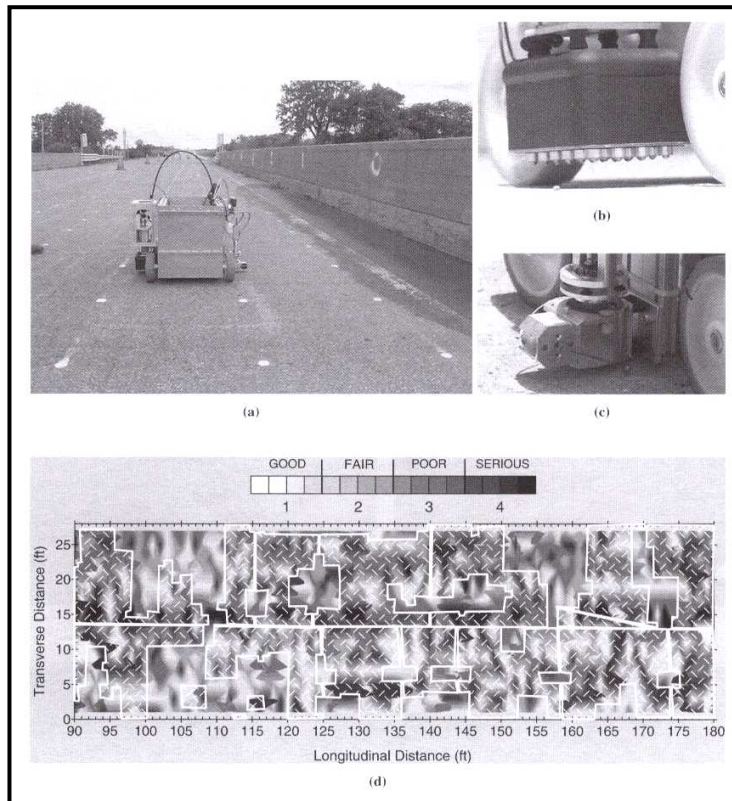 (a)
(b)
(c)
GOOD FAIR POOR SERIOUS
1 2 3 4
25
20
15
10
5
0
Transverse Distance (ft)
90 95 100 105 110 115 120 125 130 135 140 145 150 155 160 165 170 175 180
Longitudinal Distance (ft)
(d)